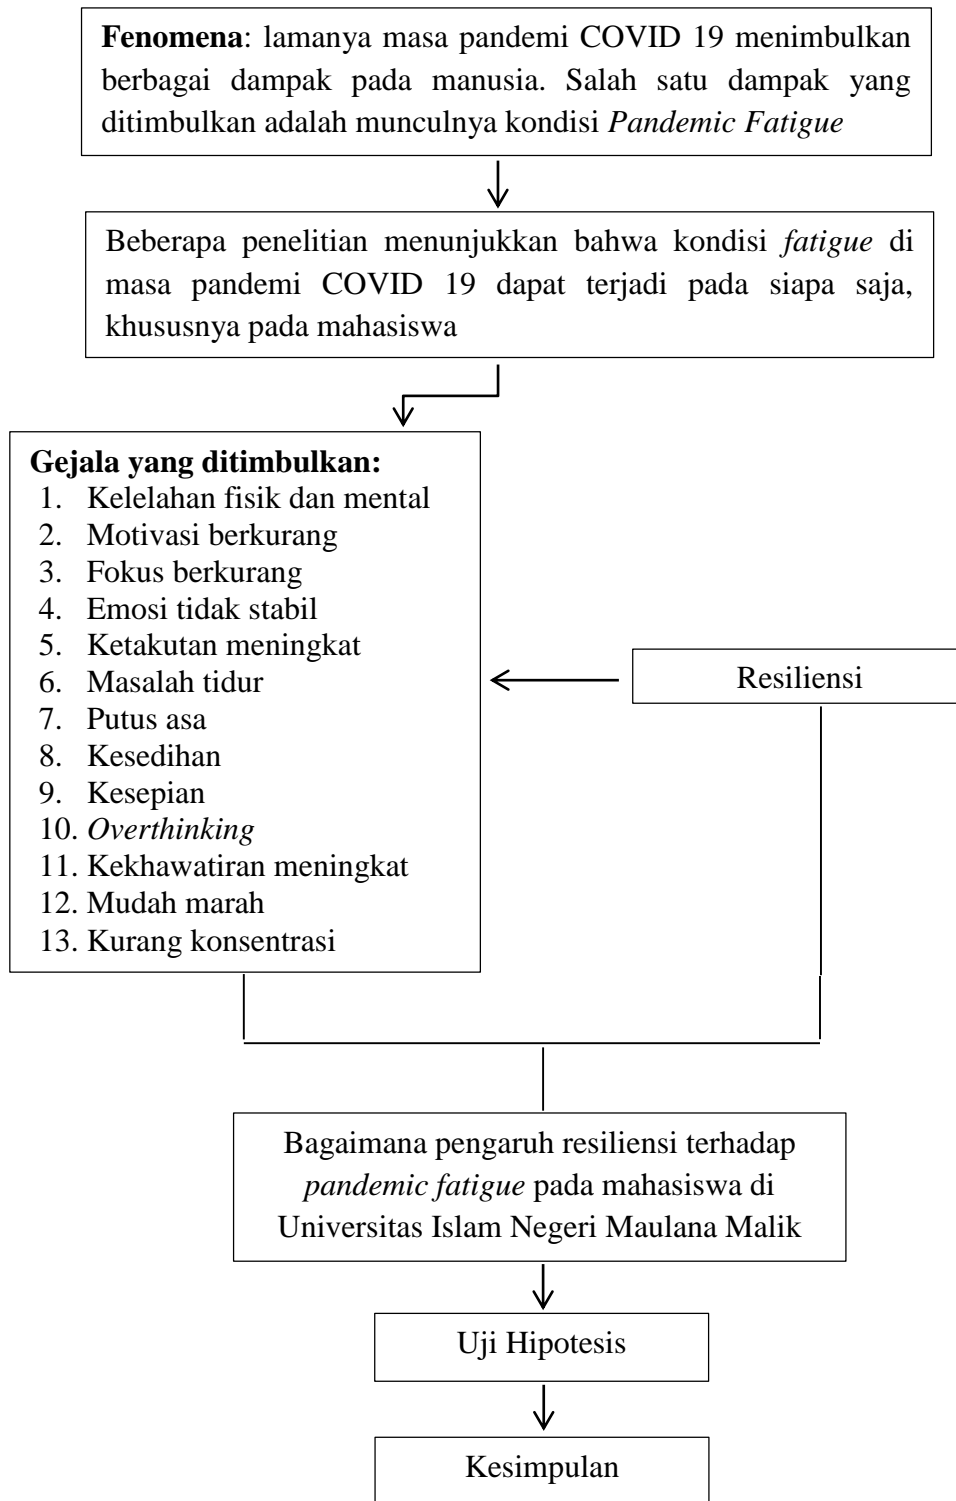 Fenomena: lamanya masa pandemi COVID 19 menimbulkan
berbagai dampak pada manusia. Salah satu dampak yang
ditimbulkan adalah munculnya kondisi Pandemic Fatigue
Beberapa penelitian menunjukkan bahwa kondisi fatigue di
masa pandemi COVID 19 dapat terjadi pada siapa saja,
khususnya pada mahasiswa
Gejala yang ditimbulkan:
1. Kelelahan fisik dan mental
2. Motivasi berkurang
3. Fokus berkurang
4. Emosi tidak stabil
5. Ketakutan meningkat
6. Masalah tidur
7. Putus asa
8. Kesedihan
9. Kesepian
10. Overthinking
11. Kekhawatiran meningkat
12. Mudah marah
13. Kurang konsentrasi
Resiliensi
Bagaimana pengaruh resiliensi terhadap
pandemic fatigue pada mahasiswa di
Universitas Islam Negeri Maulana Malik
Uji Hipotesis
Kesimpulan